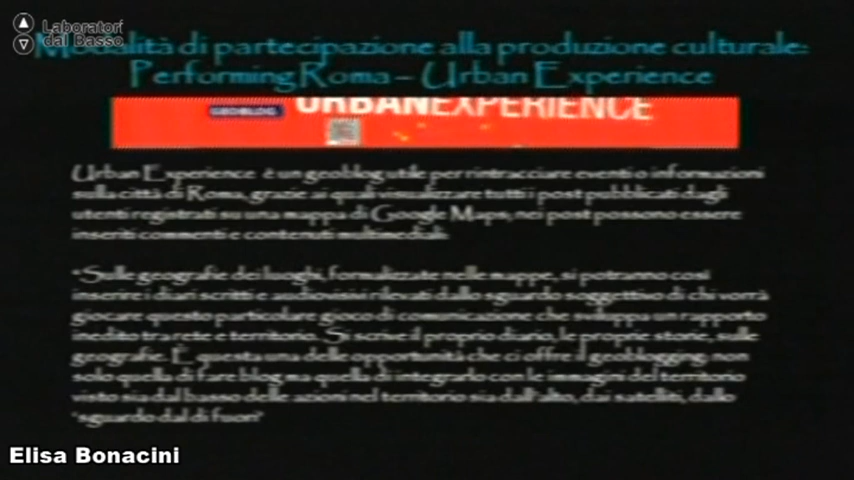 Laboratori
dal Basso
Modalità di partecipazione alla produzione culturale:
Performing Roma – Urban Experience
GEOBLOG
URBANEXPERIENCE
Urban Experience è un geoblog utile per rintracciare eventi o informazioni
sulla città di Roma, grazie ai quali visualizzare tutti i post pubblicati dagli
utenti registrati su una mappa di Google Maps, nei post possono essere
inseriti commenti e contenuti multimediali.
"Sulle geografie dei luoghi, formalizzate nelle mappe, si potranno così
inserire i diari scritti e audiovisivi rilevati dallo sguardo soggettivo di chi vorrà
giocare questo particolare gioco di comunicazione che sviluppa un rapporto
inedito tra rete e territorio. Si scrive il proprio diario, le proprie storie, sulle
geografie. È questa una delle opportunità che ci offre il geoblogging: non
solo quella di fare blog ma quella di integrarlo con le immagini del territorio
visto sia dal basso delle azioni nel territorio sia dall'alto, dai satelliti, dallo
'sguardo dal di fuori'
Elisa Bonacini